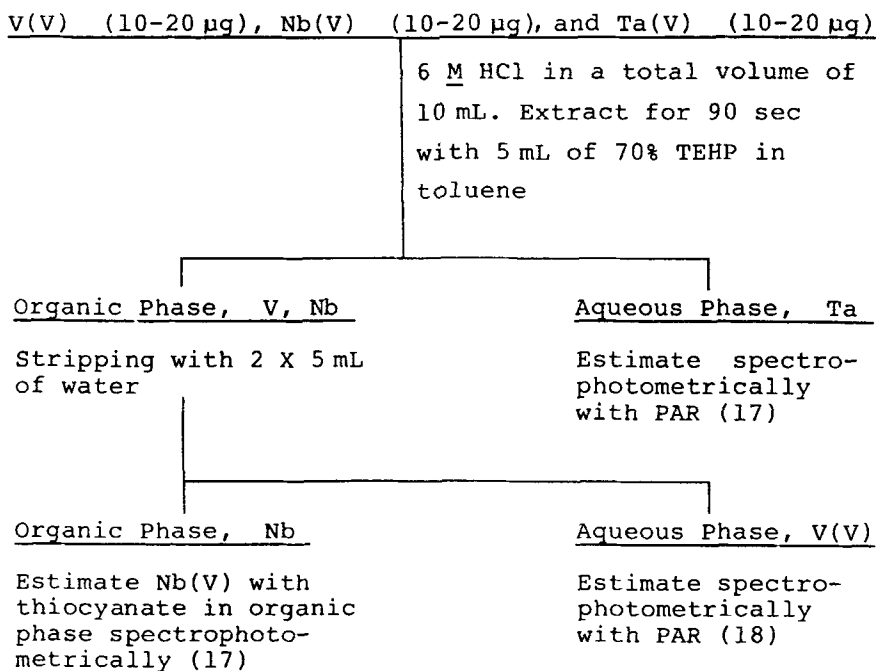 V(V) (10-20 µg), Nb(V) (10-20 µg), and Ta(V) (10-20 µg)
6 M HCl in a total volume of
10 mL. Extract for 90 sec
with 5 mL of 70% TEHP in
toluene
Organic Phase, V, Nb
Stripping with 2 X 5 mL
of water
Aqueous Phase, Ta
Estimate spectro-
photometrically
with PAR (17)
Organic Phase, Nb
Estimate Nb(V) with
thiocyanate in organic
phase spectrophoto-
metrically (17)
Aqueous Phase, V(V)
Estimate spectro-
photometrically
with PAR (18)